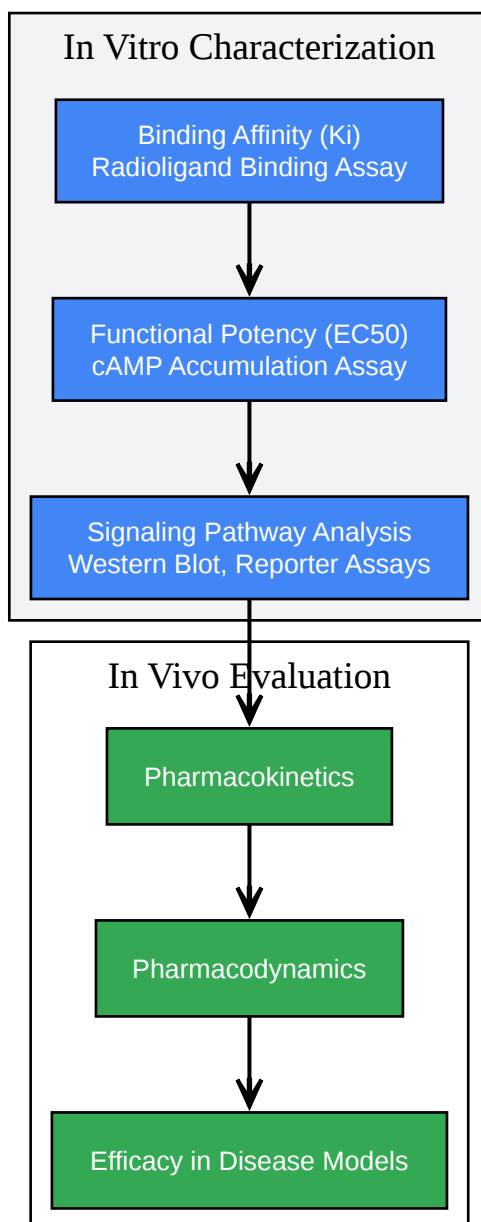 In Vitro Characterization
Binding Affinity (Ki)
Radioligand Binding Assay
Functional Potency (EC50)
cAMP Accumulation Assay
Signaling Pathway Analysis
Western Blot, Reporter Assays
In Vivo Evaluation
Pharmacokinetics
Pharmacodynamics
Efficacy in Disease Models